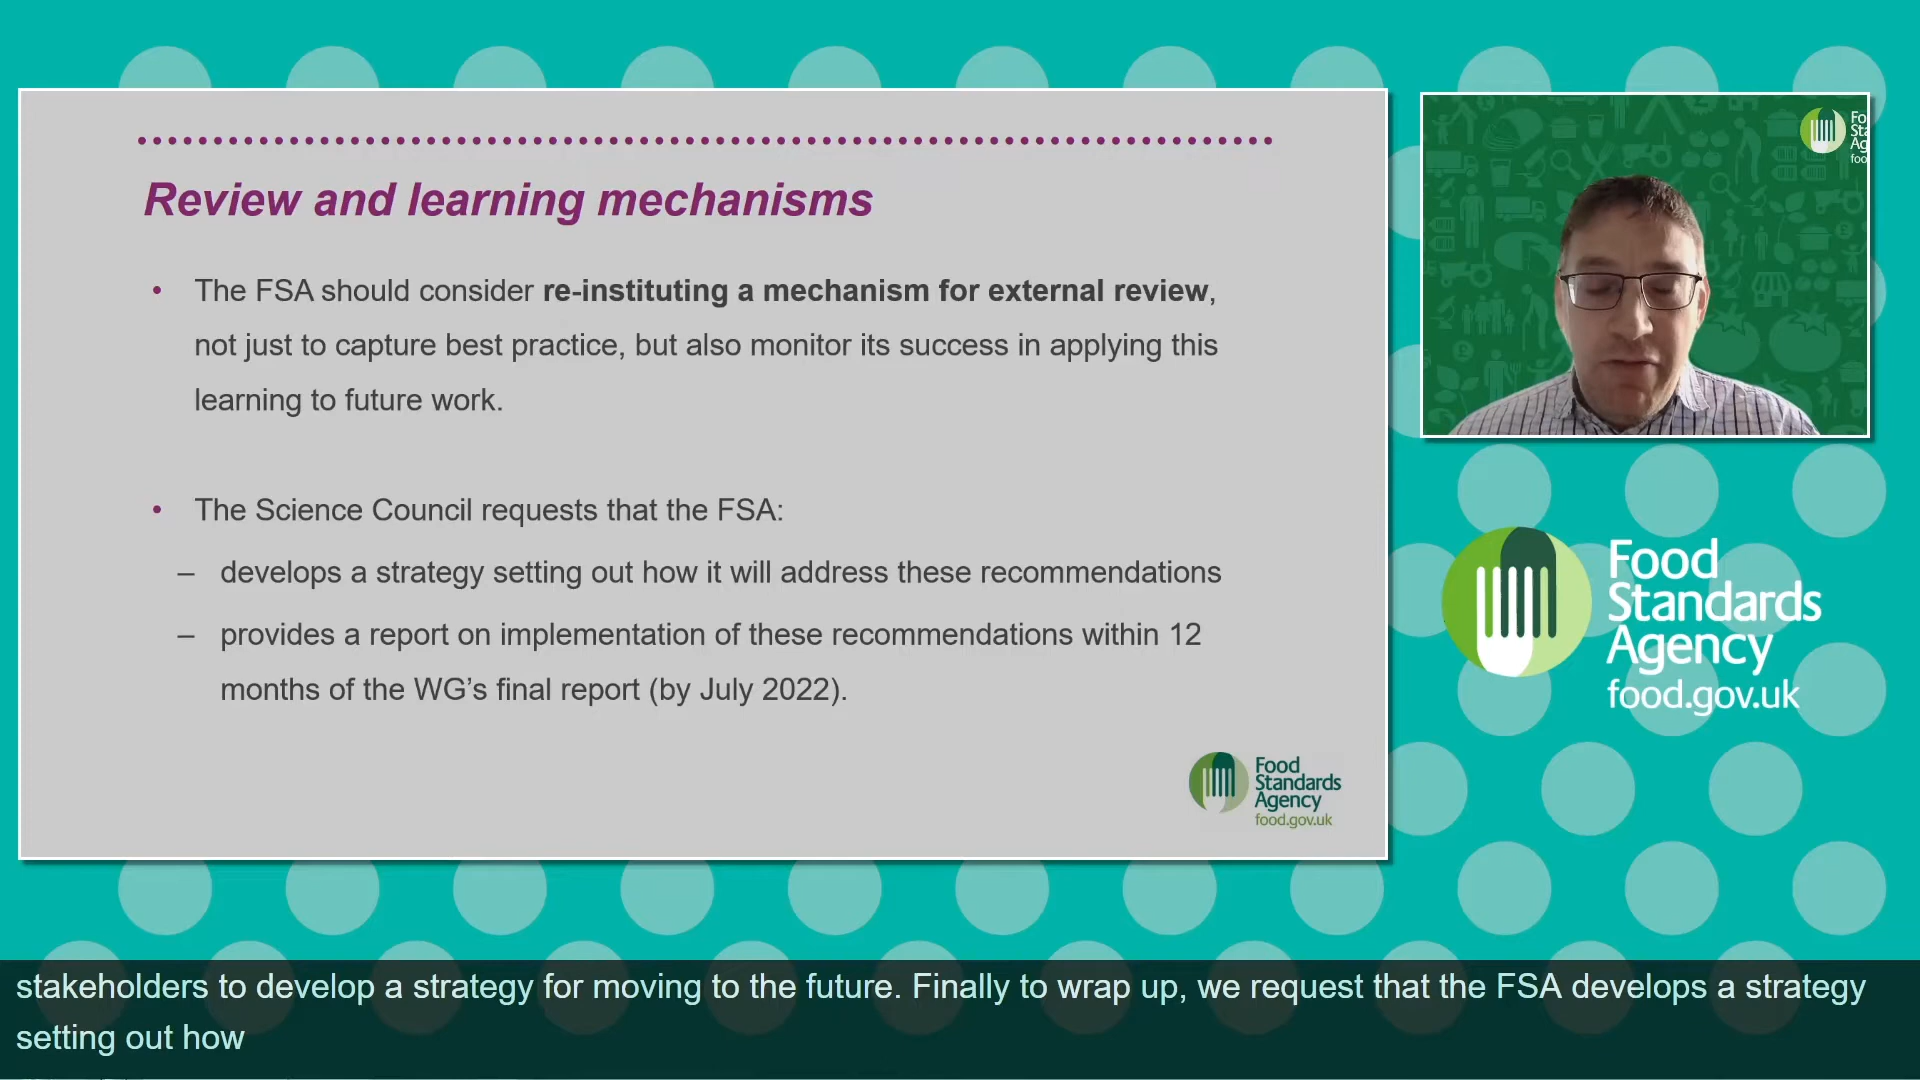 Review and learning mechanisms
• The FSA should consider re-instituting a mechanism for external review,
not just to capture best practice, but also monitor its success in applying this
learning to future work.
• The Science Council requests that the FSA:
– develops a strategy setting out how it will address these recommendations
– provides a report on implementation of these recommendations within 12
months of the WG’s final report (by July 2022).
Food
Standards
Agency
food.gov.uk
Fo
Sta
Ag
foo
Food
Standards
Agency
food.gov.uk
stakeholders to develop a strategy for moving to the future. Finally to wrap up, we request that the FSA develops a strategy
setting out how